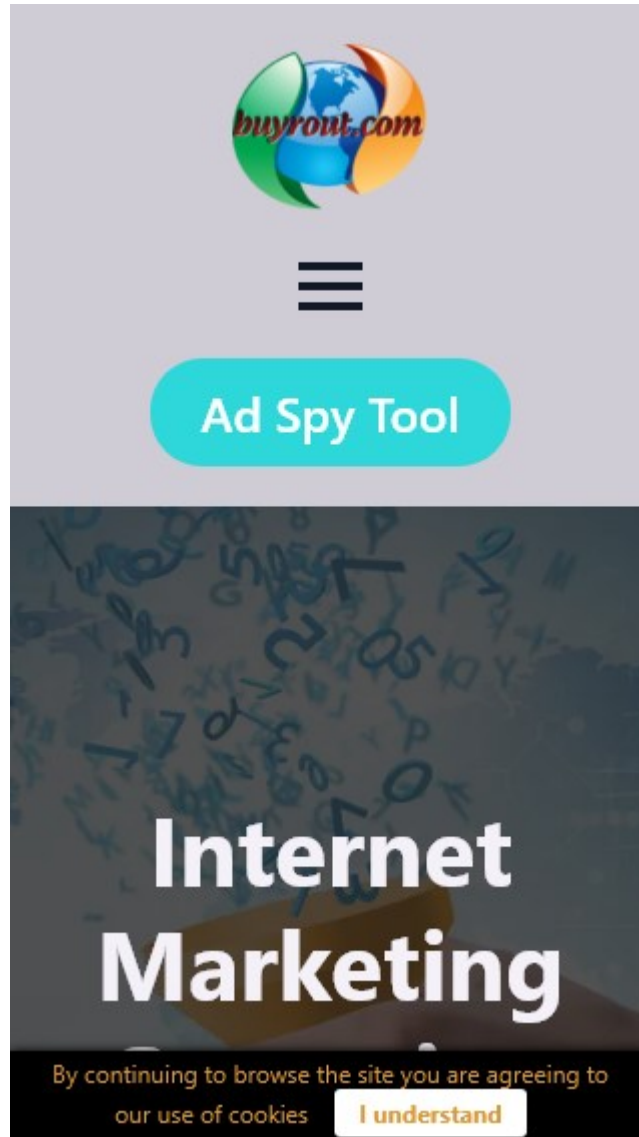 buyrout.com
Ad Spy Tool
Internet
Marketing
By continuing to browse the site you are agreeing to
our use of cookies I understand